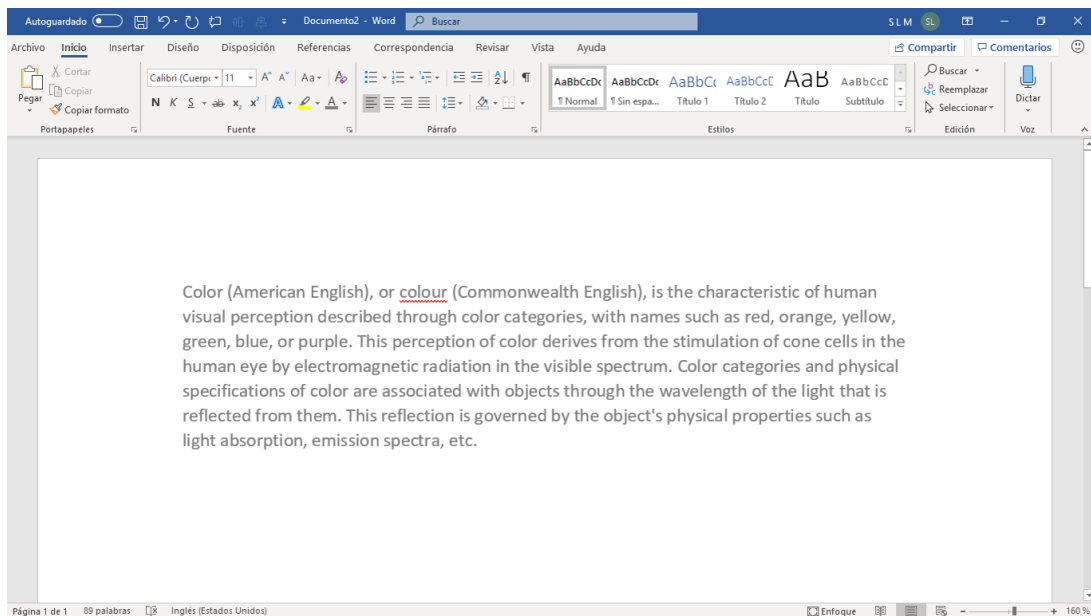 Autoguardado Documento2 - Word Buscar S L M SL
Archivo Inicio Insertar Diseño Disposición Referencias Correspondencia Revisar Vista Ayuda Compartir Comentarios
Pegar Cortar Copiar Copiar formato
Calibri (Cuerp 11 A A Aa A
N K S ab x, x² A A
AaBbCcDc AaBbCcDc AaBbC( AaBbCcE AaB AaBbCcD
¶ Normal ¶ Sin espa... Título 1 Título 2 Título Subtítulo
Buscar
Reemplazar
Seleccionar
Dictar
Portapapeles Fuente Párrafo Estilos Edición Voz
Color (American English), or colour (Commonwealth English), is the characteristic of human
visual perception described through color categories, with names such as red, orange, yellow,
green, blue, or purple. This perception of color derives from the stimulation of cone cells in the
human eye by electromagnetic radiation in the visible spectrum. Color categories and physical
specifications of color are associated with objects through the wavelength of the light that is
reflected from them. This reflection is governed by the object's physical properties such as
light absorption, emission spectra, etc.
Página 1 de 1 89 palabras Inglés (Estados Unidos) Enfoque 160 %